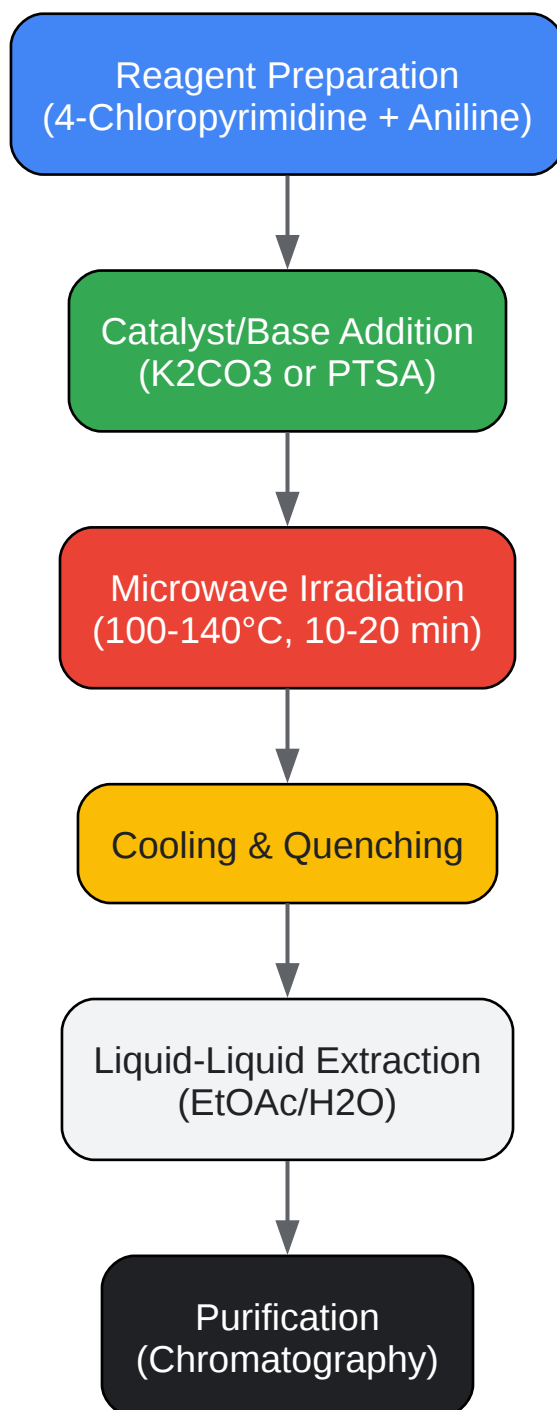 Reagent Preparation
(4-Chloropyrimidine + Aniline)
Catalyst/Base Addition
(K2CO3 or PTSA)
Microwave Irradiation
(100-140°C, 10-20 min)
Cooling & Quenching
Liquid-Liquid Extraction
(EtOAc/H2O)
Purification
(Chromatography)